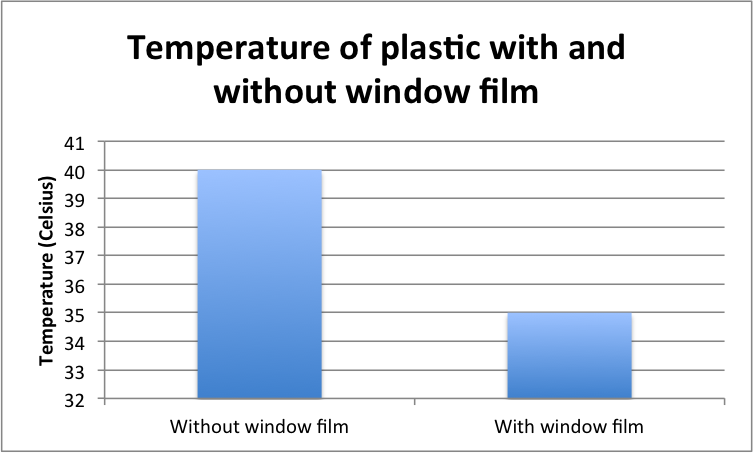 Temperature of plastic with and
without window film
Temperature (Celsius)
41
40
39
38
37
36
35
34
33
32
Without window film
With window film